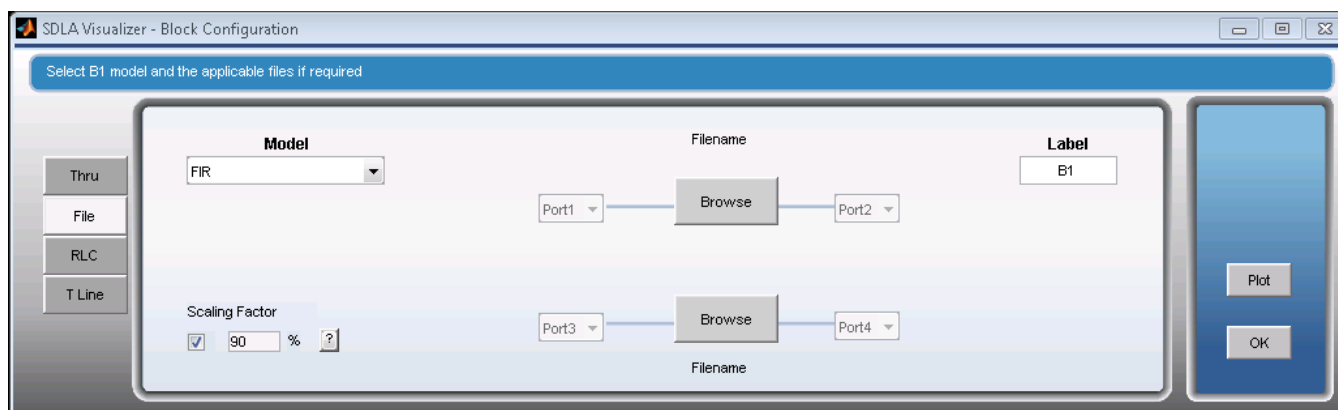 SDLA Visualizer - Block Configuration
Select B1 model and the applicable files if required
Thru
File
RLC
T Line
Model
FIR
Scaling Factor
90 % ?
Filename
Port1 Browse Port2
Port3 Browse Port4
Filename
Label
B1
Plot
OK